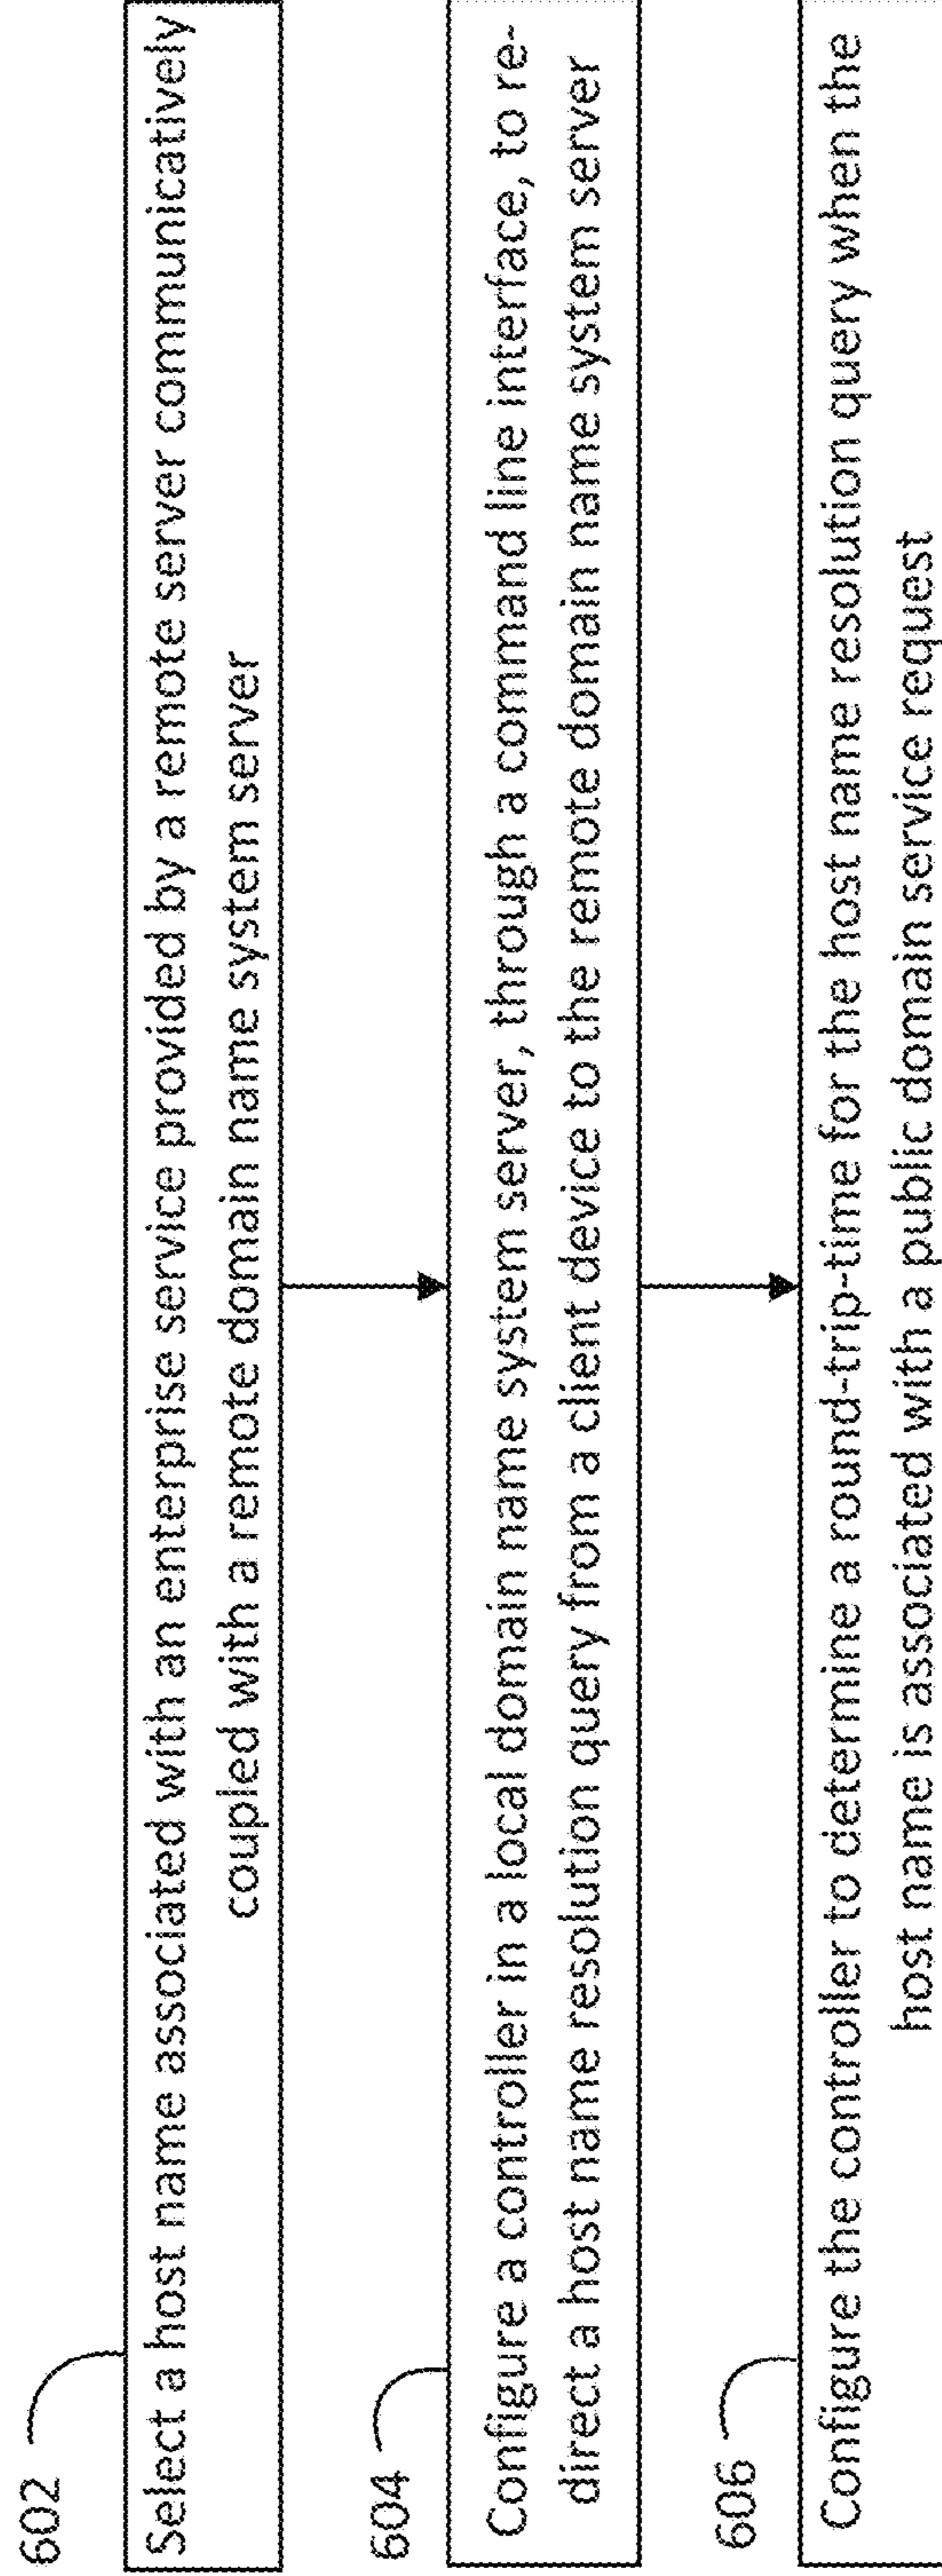 602
Select a host name associated with an enterprise service provided by a remote server communicatively
coupled with a remote domain name system server
604
Configure a controller in a local domain name system server, through a command line interface, to re-
direct a host name resolution query from a client device to the remote domain name system server
606
Configure the controller to determine a round-trip-time for the host name resolution query when the
host name is associated with a public domain service request